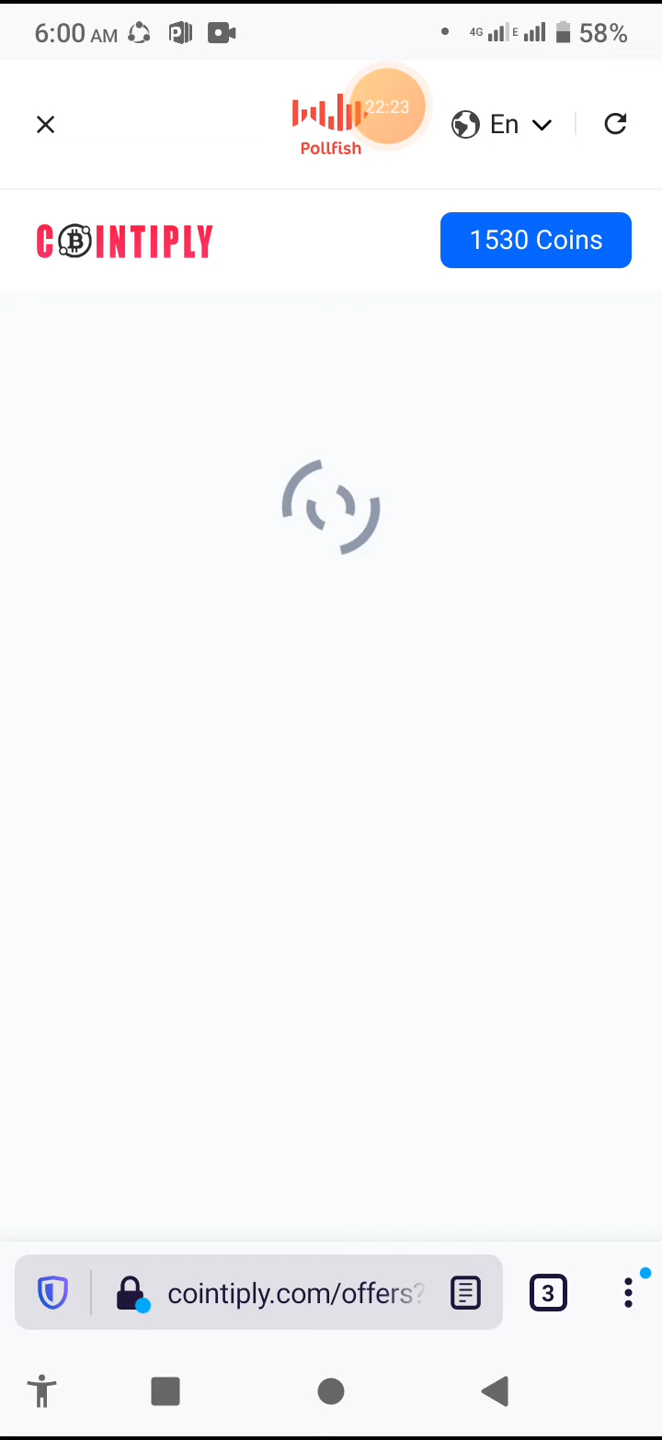 6:00 AM
4G
E
58%
22:23
Pollfish
En
COINTIPLY
1530 Coins
cointiply.com/offers?
3